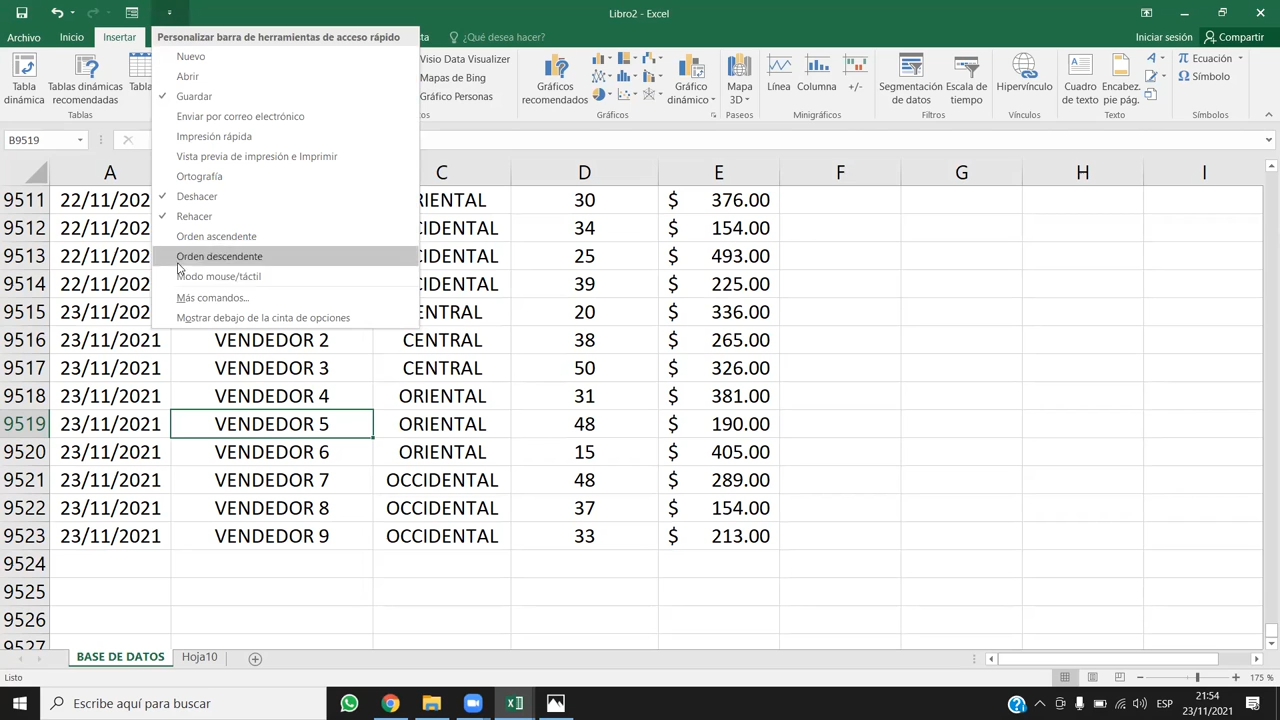 Libro2 - Excel
Archivo Inicio Insertar ta ¿Qué desea hacer? Iniciar sesión Compartir
Personalizar barra de herramientas de acceso rápido
Nuevo
Abrir
Guardar
Enviar por correo electrónico
Impresión rápida
Vista previa de impresión e Imprimir
Ortografía
Deshacer
Rehacer
Orden ascendente
Orden descendente
Modo mouse/táctil
Más comandos...
Mostrar debajo de la cinta de opciones
Tabla dinámica
Tablas dinámicas recomendadas
Tabla
Tablas
Visio Data Visualizer
Mapas de Bing
Gráfico Personas
Gráficos recomendados
Gráfico dinámico
Gráficos
Mapa 3D
Paseos
Línea Columna +/-
Minigráficos
Segmentación de datos
Escala de tiempo
Filtros
Hipervínculo
Vínculos
Cuadro de texto
Encabez. pie pág.
Texto
Ecuación
Símbolo
Símbolos
B9519
A C D E F G H I
9511 22/11/202 RIENTAL 30 $ 376.00
9512 22/11/202 CIDENTAL 34 $ 154.00
9513 22/11/202 CIDENTAL 25 $ 493.00
9514 22/11/202 CIDENTAL 39 $ 225.00
9515 23/11/202 ENTRAL 20 $ 336.00
9516 23/11/2021 VENDEDOR 2 CENTRAL 38 $ 265.00
9517 23/11/2021 VENDEDOR 3 CENTRAL 50 $ 326.00
9518 23/11/2021 VENDEDOR 4 ORIENTAL 31 $ 381.00
9519 23/11/2021 VENDEDOR 5 ORIENTAL 48 $ 190.00
9520 23/11/2021 VENDEDOR 6 ORIENTAL 15 $ 405.00
9521 23/11/2021 VENDEDOR 7 OCCIDENTAL 48 $ 289.00
9522 23/11/2021 VENDEDOR 8 OCCIDENTAL 37 $ 154.00
9523 23/11/2021 VENDEDOR 9 OCCIDENTAL 33 $ 213.00
9524
9525
9526
9527
BASE DE DATOS Hoja10
Listo 175 %
Escribe aquí para buscar
ESP
21:54
23/11/2021